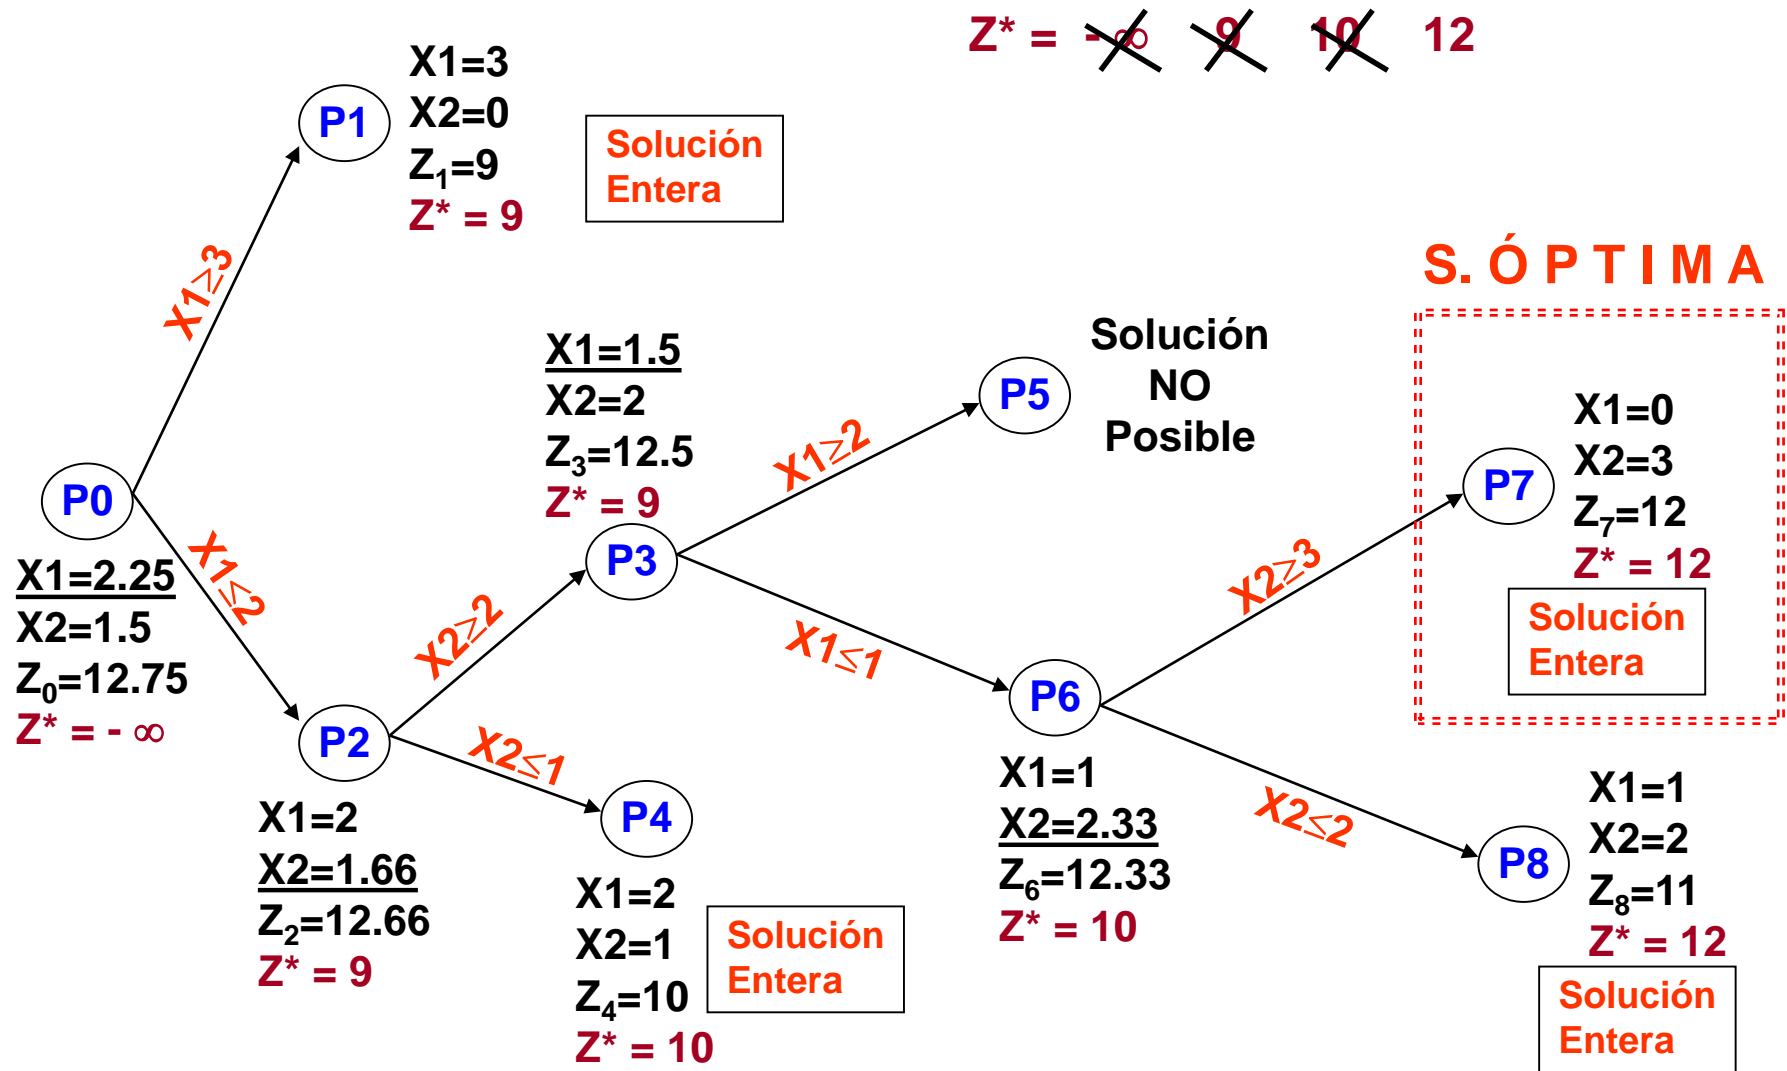 Z* = - ∞ 9 10 12
P1
X1=3
X2=0
Z₁=9
Z* = 9
Solución
Entera
X1≥3
P0
X1=2.25
X2=1.5
Z₀=12.75
Z* = - ∞
X1≤2
P2
X1=2
X2=1.66
Z₂=12.66
Z* = 9
X2≥2
X1=1.5
X2=2
Z₃=12.5
Z* = 9
P3
X2≤1
P4
X1=2
X2=1
Z₄=10
Z* = 10
Solución
Entera
X1≥2
P5
Solución
NO
Posible
X1≤1
P6
X1=1
X2=2.33
Z₆=12.33
Z* = 10
X2≥3
S. Ó P T I M A
P7
X1=0
X2=3
Z₇=12
Z* = 12
Solución
Entera
X2≤2
P8
X1=1
X2=2
Z₈=11
Z* = 12
Solución
Entera